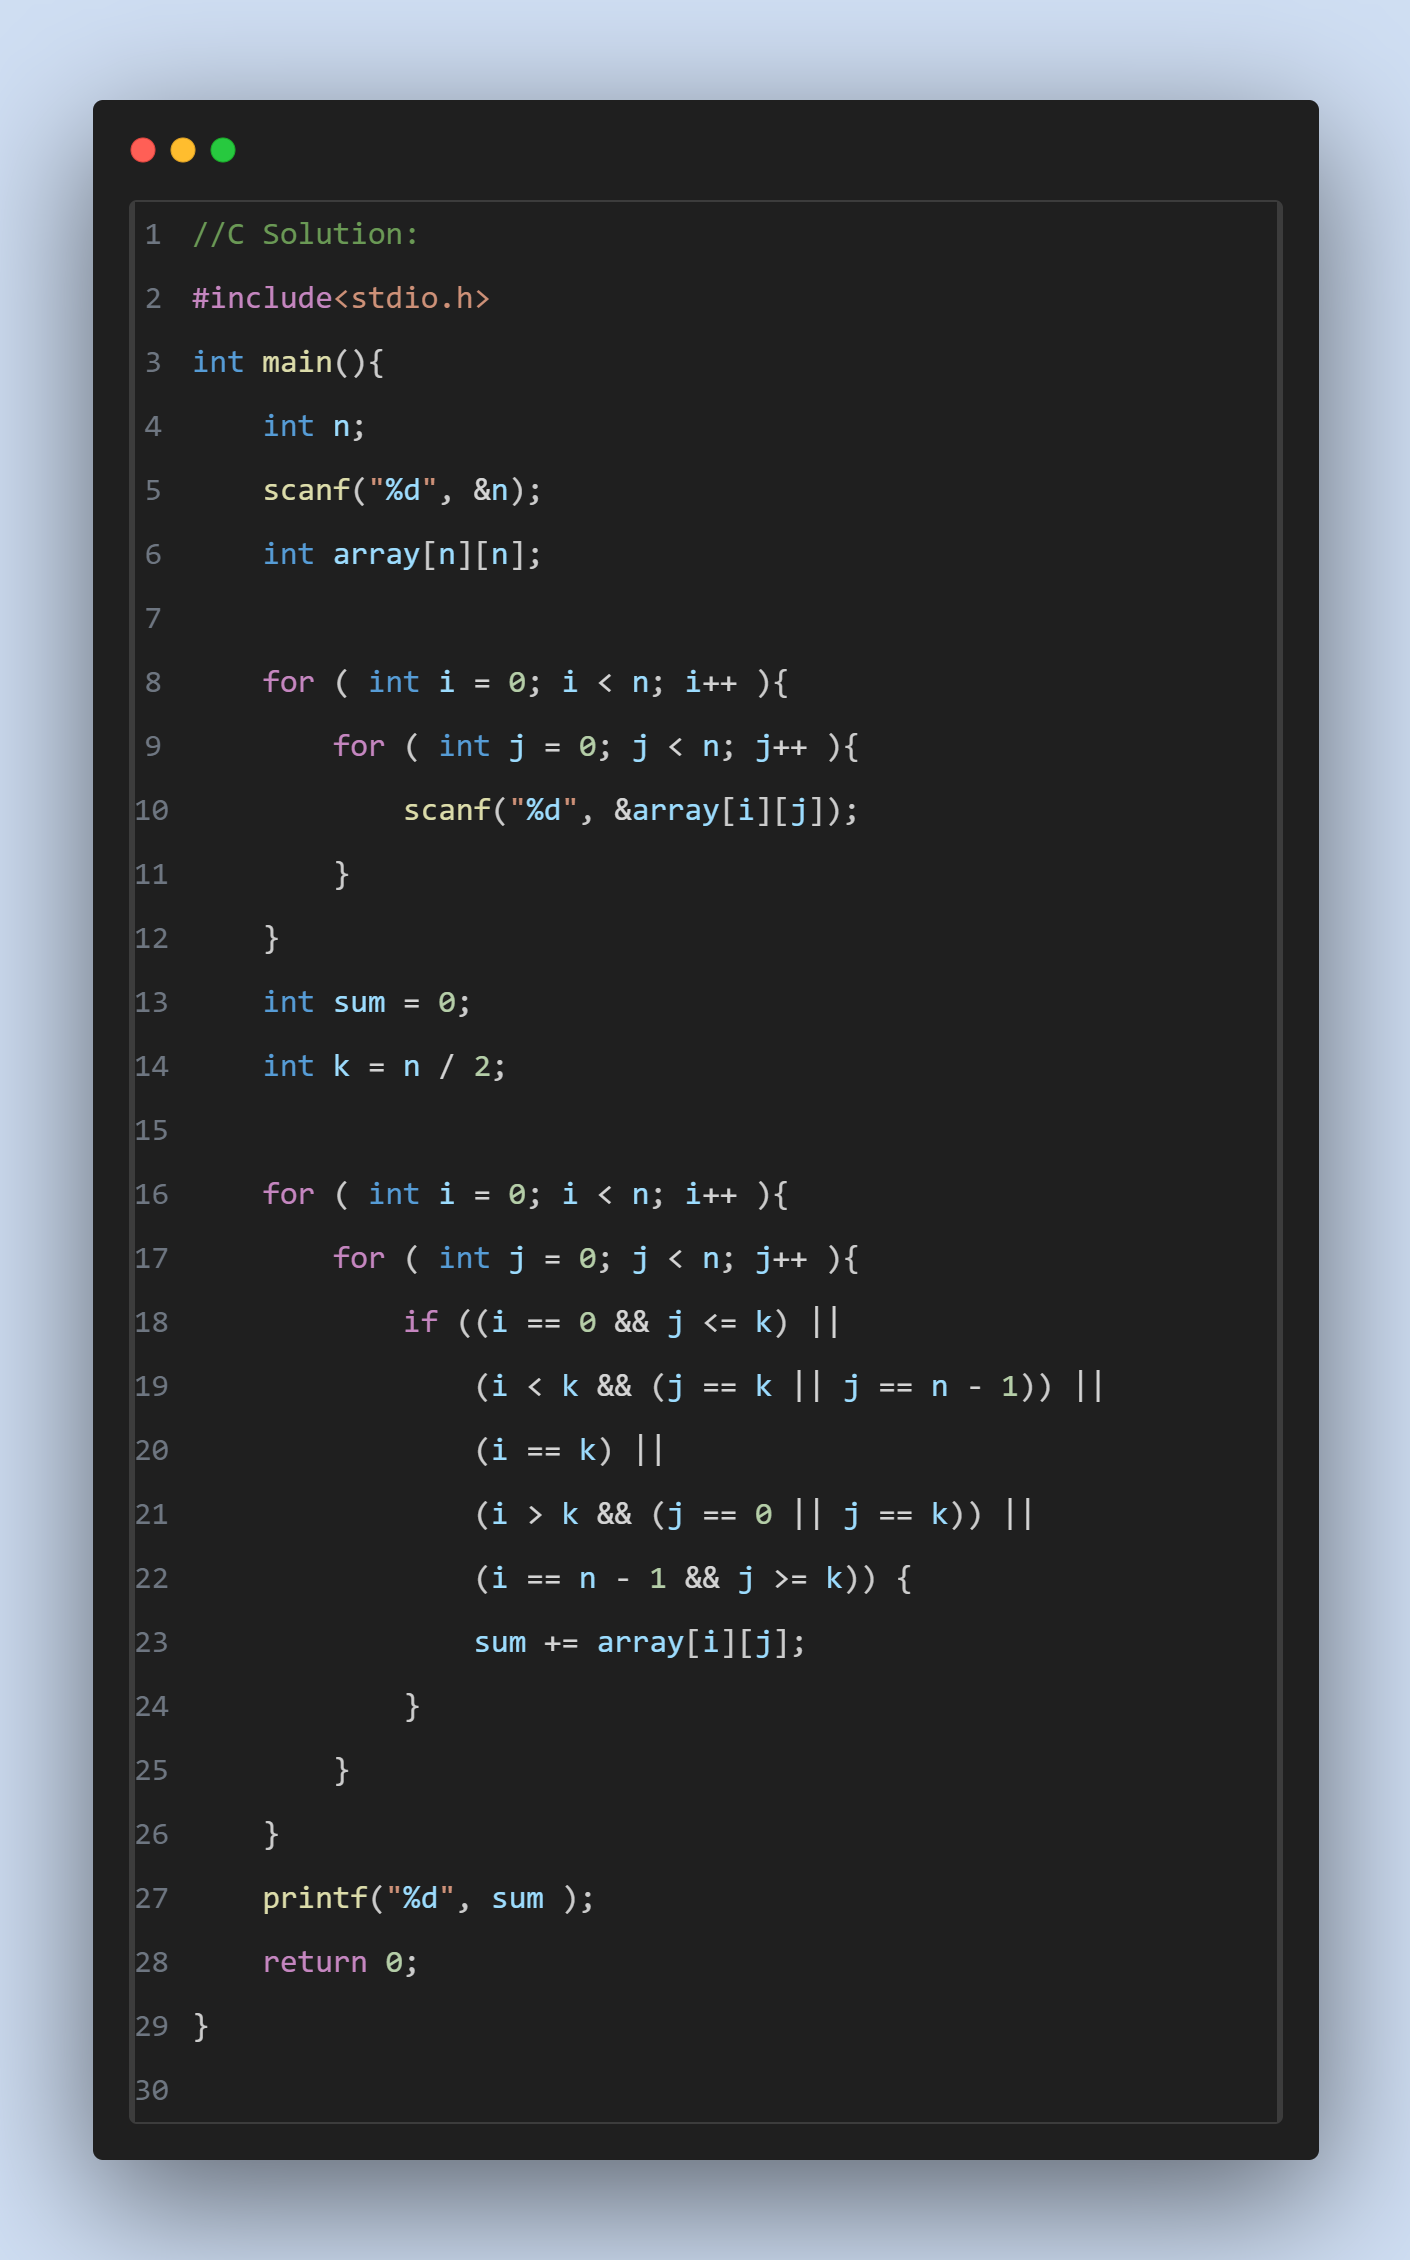 1 //C Solution:
2 #include<stdio.h>
3 int main(){
4     int n;
5     scanf("%d", &n);
6     int array[n][n];
7
8     for ( int i = 0; i < n; i++ ){
9         for ( int j = 0; j < n; j++ ){
10             scanf("%d", &array[i][j]);
11         }
12     }
13     int sum = 0;
14     int k = n / 2;
15
16     for ( int i = 0; i < n; i++ ){
17         for ( int j = 0; j < n; j++ ){
18             if ((i == 0 && j <= k) ||
19                 (i < k && (j == k || j == n - 1)) ||
20                 (i == k) ||
21                 (i > k && (j == 0 || j == k)) ||
22                 (i == n - 1 && j >= k)) {
23                 sum += array[i][j];
24             }
25         }
26     }
27     printf("%d", sum );
28     return 0;
29 }
30